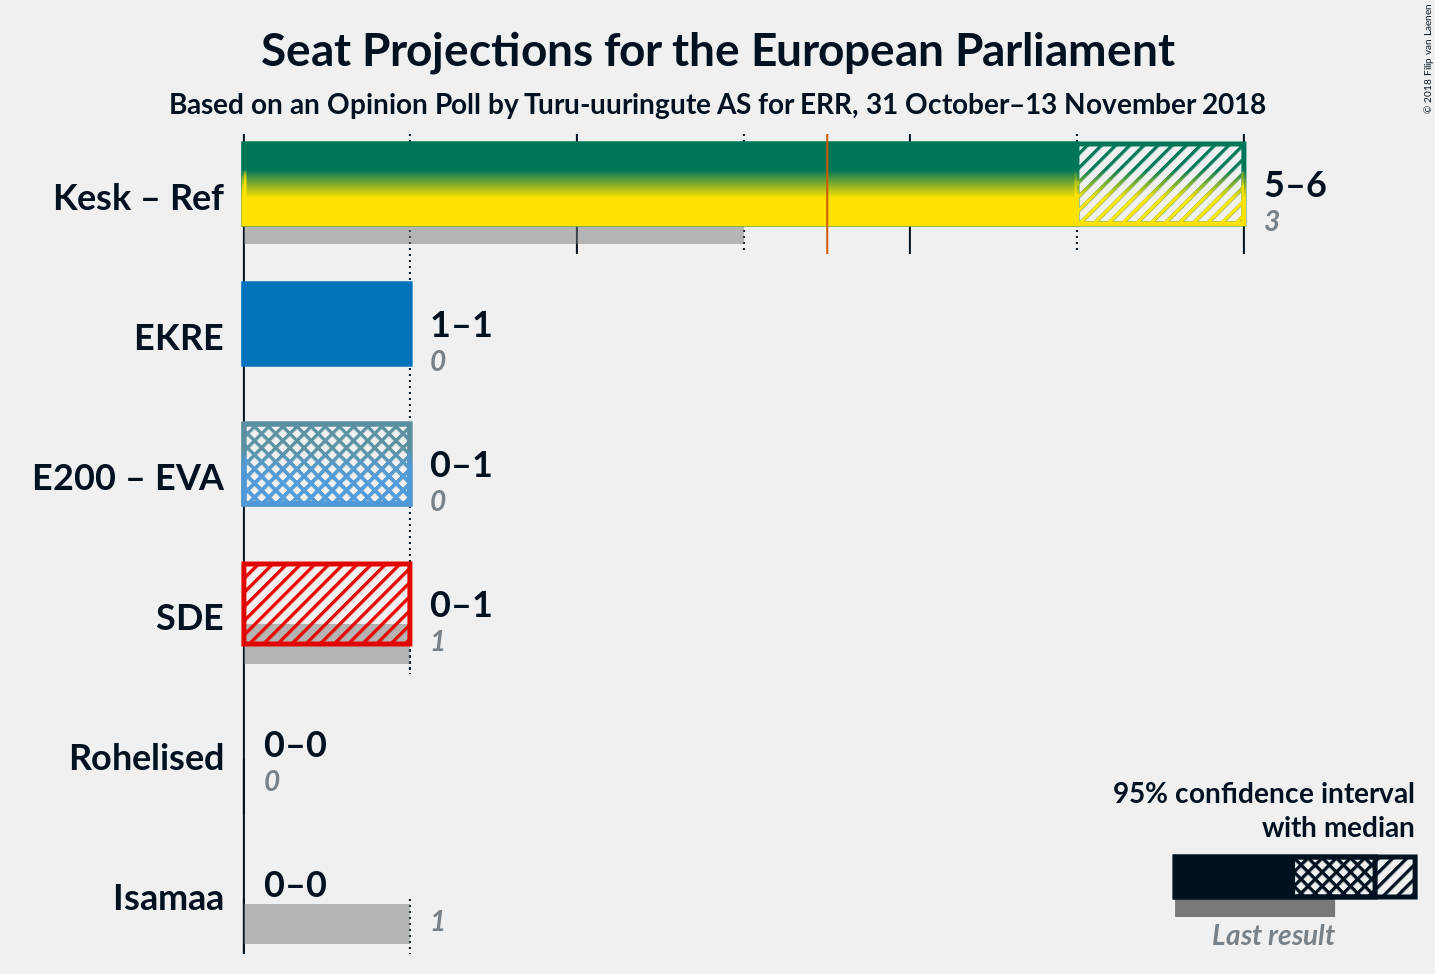 Seat Projections for the European Parliament
Based on an Opinion Poll by Turu-uuringute AS for ERR, 31 October–13 November 2018
© 2018 Filip van Laenen
Kesk – Ref
5–6
3
EKRE
1–1
0
E200 – EVA
0–1
0
SDE
0–1
1
Rohelised
0–0
0
Isamaa
0–0
1
95% confidence interval
with median
Last result